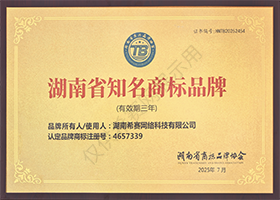 TB
湖南省知名商标品牌
(有效期三年)
品牌所有人/使用人：湖南希赛网络科技有限公司
认定品牌商标注册号：4657339
湖南省商标品牌协会
2025年7月